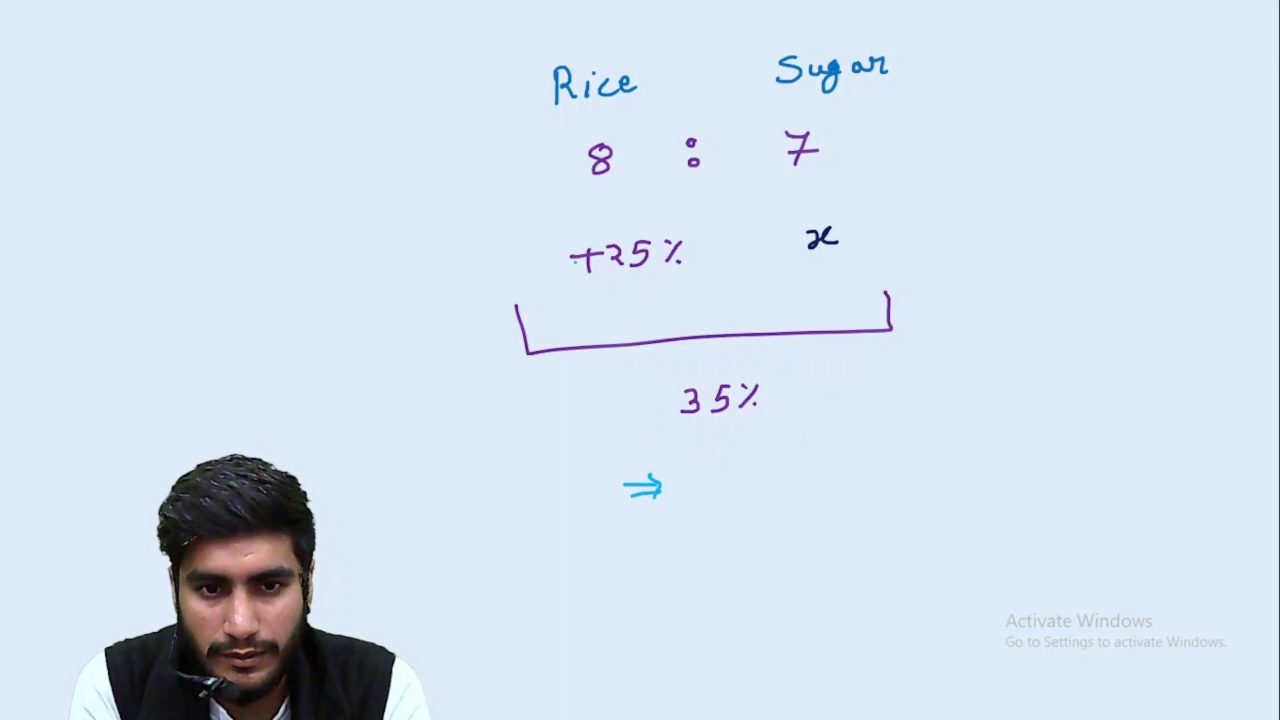 Rice Sugar
8 : 7
+25% x
35%
⇒
Activate Windows
Go to Settings to activate Windows.